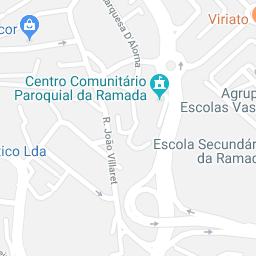 Viriato
cor
Marquesa D'Alorna
Centro Comunitário
Paroquial da Ramada
Agrup
Escolas Vas
R. João Villaret
Escola Secundár
da Ramad
tico Lda